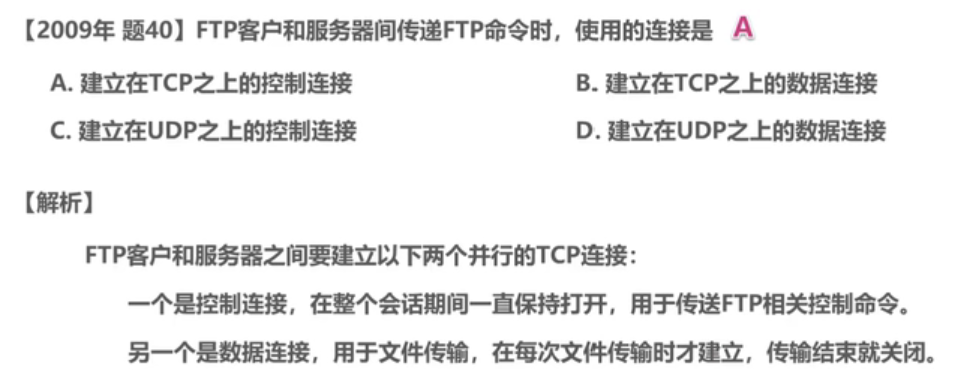 【2009年 题40】FTP客户和服务器间传递FTP命令时，使用的连接是 A
A. 建立在TCP之上的控制连接 B. 建立在TCP之上的数据连接
C. 建立在UDP之上的控制连接 D. 建立在UDP之上的数据连接
【解析】
FTP客户和服务器之间要建立以下两个并行的TCP连接：
一个是控制连接，在整个会话期间一直保持打开，用于传送FTP相关控制命令。
另一个是数据连接，用于文件传输，在每次文件传输时才建立，传输结束就关闭。